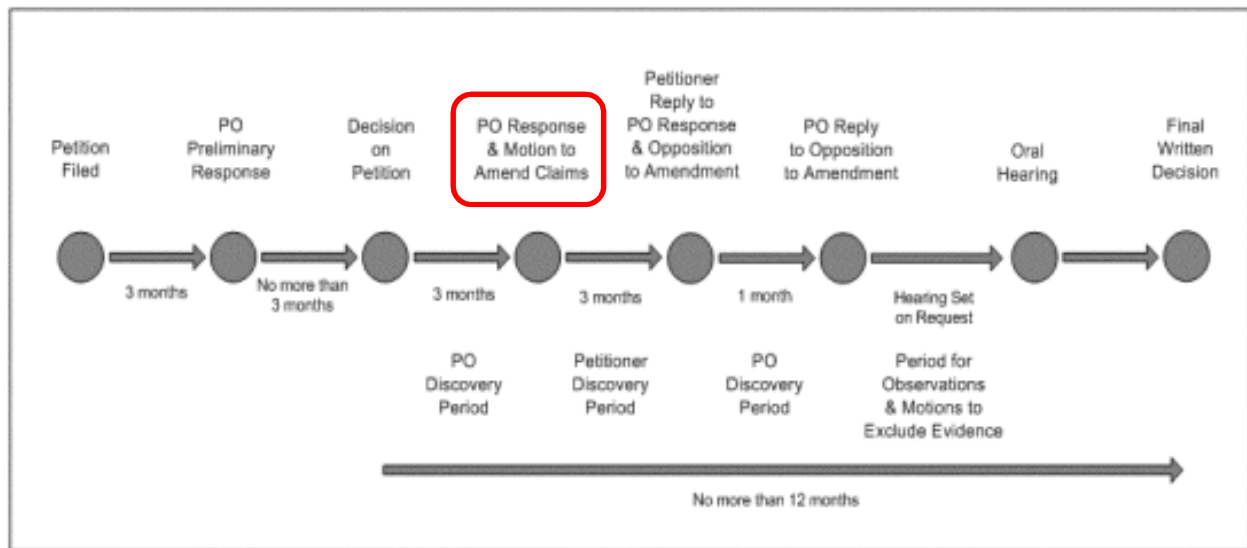 Petition
Filed
PO
Preliminary
Response
Decision
on
Petition
PO Response
& Motion to
Amend Claims
Petitioner
Reply to
PO Response
& Opposition
to Amendment
PO Reply
to Opposition
to Amendment
Oral
Hearing
Final
Written
Decision
3 months
No more than
3 months
3 months
3 months
1 month
Hearing Set
on Request
PO
Discovery
Period
Petitioner
Discovery
Period
PO
Discovery
Period
Period for
Observations
& Motions to
Exclude Evidence
No more than 12 months